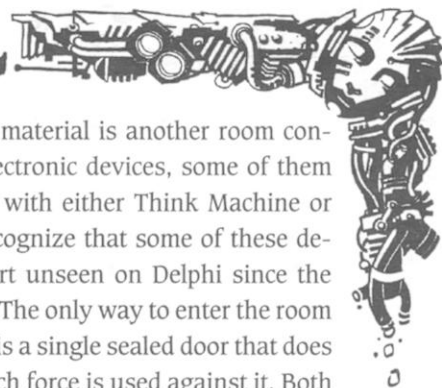 material is another room con-
ectronic devices, some of them
with either Think Machine or
cognize that some of these de-
rt unseen on Delphi since the
The only way to enter the room
is a single sealed door that does
ch force is used against it. Both